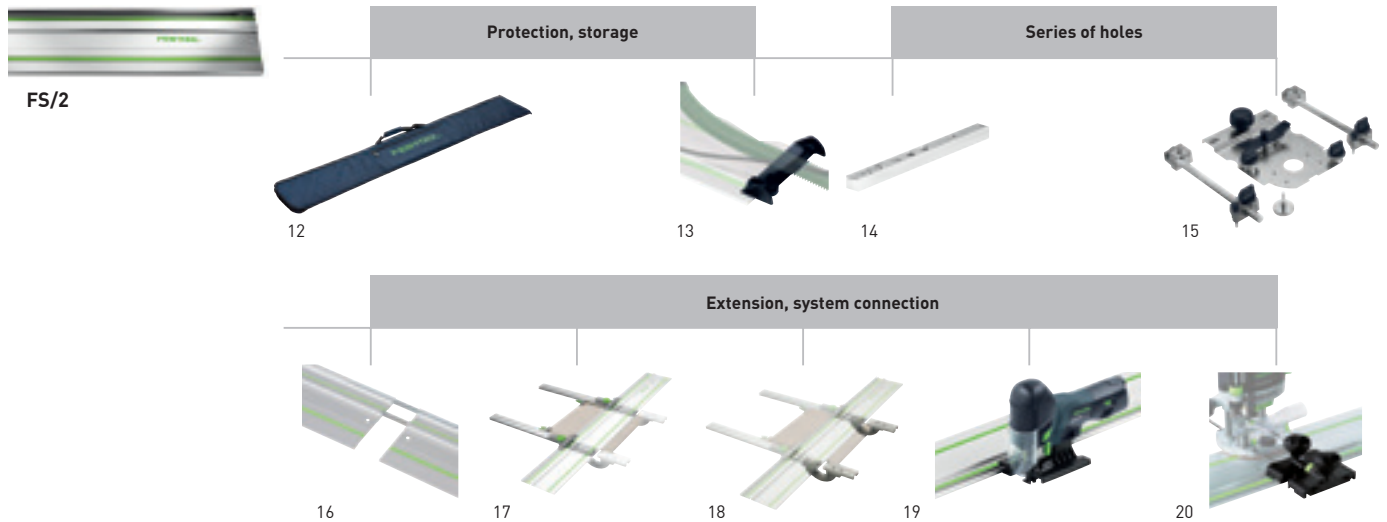 FS/2
Protection, storage
Series of holes
12
13
14
15
Extension, system connection
16
17
18
19
20